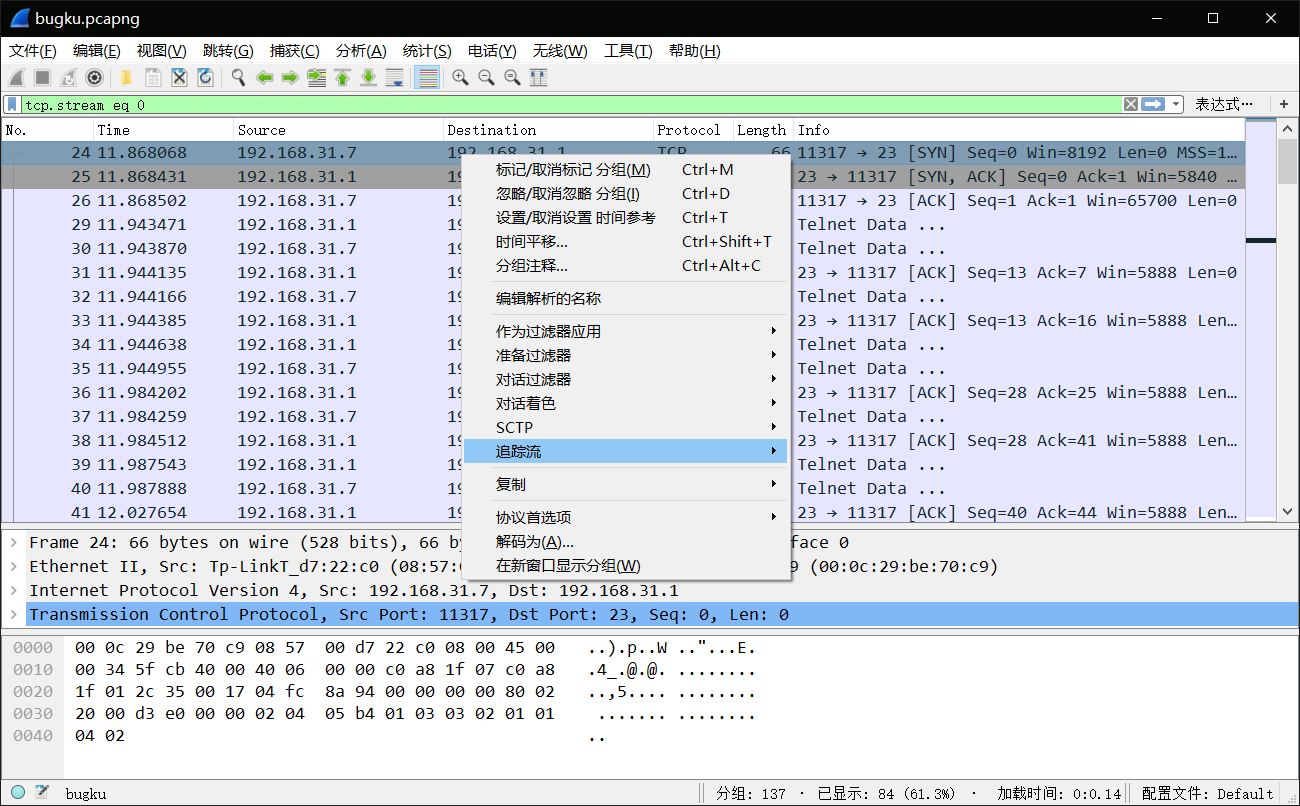 bugku.pcapng
文件(F) 编辑(E) 视图(V) 跳转(G) 捕获(C) 分析(A) 统计(S) 电话(Y) 无线(W) 工具(T) 帮助(H)
tcp.stream eq 0 表达式… +
No. Time Source Destination Protocol Length Info
24 11.868068 192.168.31.7 192.168.31.1 TCP 66 11317 → 23 [SYN] Seq=0 Win=8192 Len=0 MSS=1…
25 11.868431 192.168.31.1 19 23 → 11317 [SYN, ACK] Seq=0 Ack=1 Win=5840 …
26 11.868502 192.168.31.7 19 11317 → 23 [ACK] Seq=1 Ack=1 Win=65700 Len=0
29 11.943471 192.168.31.1 19 Telnet Data ...
30 11.943870 192.168.31.7 19 Telnet Data ...
31 11.944135 192.168.31.1 19 23 → 11317 [ACK] Seq=13 Ack=7 Win=5888 Len=0
32 11.944166 192.168.31.7 19 Telnet Data ...
33 11.944385 192.168.31.1 19 23 → 11317 [ACK] Seq=13 Ack=16 Win=5888 Len…
34 11.944638 192.168.31.1 19 Telnet Data ...
35 11.944955 192.168.31.7 19 Telnet Data ...
36 11.984202 192.168.31.1 19 23 → 11317 [ACK] Seq=28 Ack=25 Win=5888 Len…
37 11.984259 192.168.31.7 19 Telnet Data ...
38 11.984512 192.168.31.1 19 23 → 11317 [ACK] Seq=28 Ack=41 Win=5888 Len…
39 11.987543 192.168.31.1 19 Telnet Data ...
40 11.987888 192.168.31.7 19 Telnet Data ...
41 12.027654 192.168.31.1 19 23 → 11317 [ACK] Seq=40 Ack=44 Win=5888 Len…
标记/取消标记 分组(M) Ctrl+M
忽略/取消忽略 分组(I) Ctrl+D
设置/取消设置 时间参考 Ctrl+T
时间平移... Ctrl+Shift+T
分组注释... Ctrl+Alt+C
编辑解析的名称
作为过滤器应用
准备过滤器
对话过滤器
对话着色
SCTP
追踪流
复制
协议首选项
解码为(A)...
在新窗口显示分组(W)
Frame 24: 66 bytes on wire (528 bits), 66 by face 0
Ethernet II, Src: Tp-LinkT_d7:22:c0 (08:57:0 9 (00:0c:29:be:70:c9)
Internet Protocol Version 4, Src: 192.168.31.7, Dst: 192.168.31.1
Transmission Control Protocol, Src Port: 11317, Dst Port: 23, Seq: 0, Len: 0
0000 00 0c 29 be 70 c9 08 57 00 d7 22 c0 08 00 45 00 ..).p..W .."...E.
0010 00 34 5f cb 40 00 40 06 00 00 c0 a8 1f 07 c0 a8 .4_.@.@. ........
0020 1f 01 2c 35 00 17 04 fc 8a 94 00 00 00 00 80 02 ..,5.... ........
0030 20 00 d3 e0 00 00 02 04 05 b4 01 03 03 02 01 01 ....... ........
0040 04 02 ..
bugku 分组: 137 · 已显示: 84 (61.3%) · 加载时间: 0:0.14 配置文件: Default